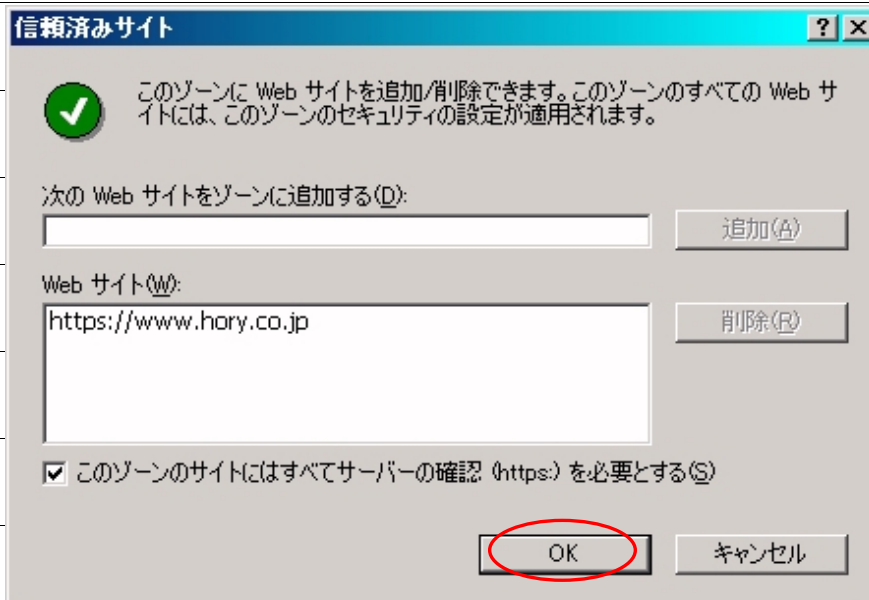 信頼済みサイト
このゾーンに Web サイトを追加/削除できます。このゾーンのすべての Web サ
イトには、このゾーンのセキュリティの設定が適用されます。
次の Web サイトをゾーンに追加する(D):
追加(A)
Web サイト(W):
https://www.hory.co.jp
削除(R)
このゾーンのサイトにはすべてサーバーの確認 (https:) を必要とする(S)
OK
キャンセル